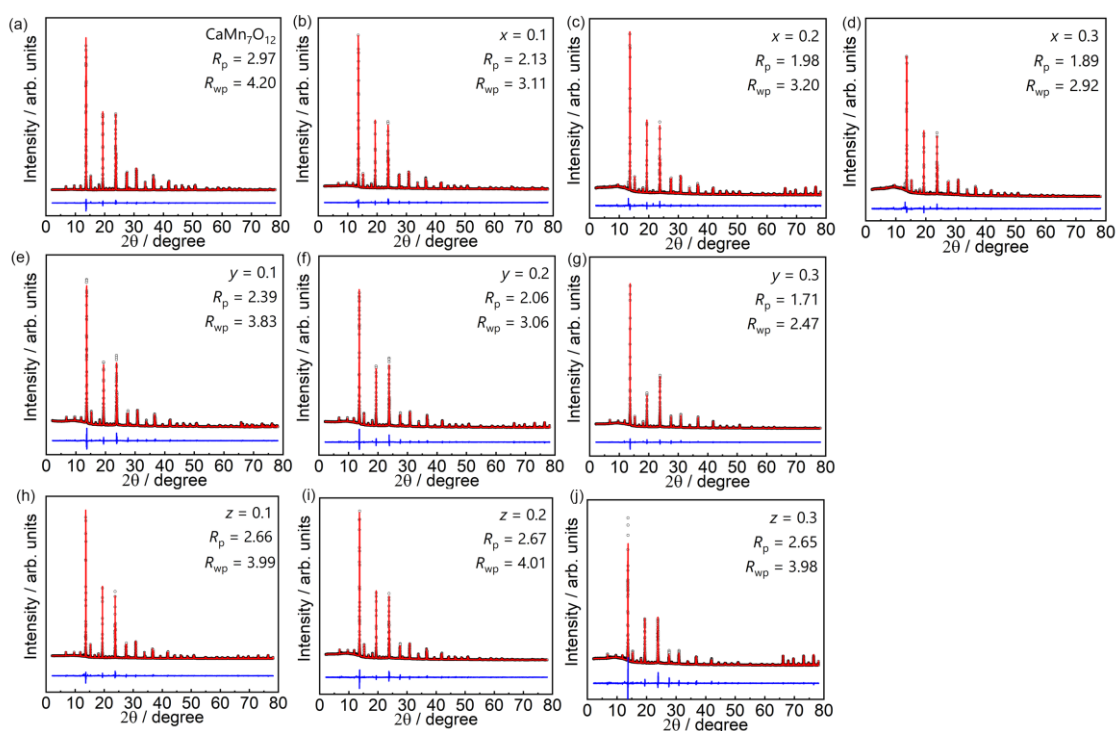 (a)
CaMn₇O₁₂
Rₚ = 2.97
R_wp = 4.20
Intensity / arb. units
0 10 20 30 40 50 60 70 80
2θ / degree
(b)
x = 0.1
Rₚ = 2.13
R_wp = 3.11
Intensity / arb. units
0 10 20 30 40 50 60 70 80
2θ / degree
(c)
x = 0.2
Rₚ = 1.98
R_wp = 3.20
Intensity / arb. units
0 10 20 30 40 50 60 70 80
2θ / degree
(d)
x = 0.3
Rₚ = 1.89
R_wp = 2.92
Intensity / arb. units
0 10 20 30 40 50 60 70 80
2θ / degree
(e)
y = 0.1
Rₚ = 2.39
R_wp = 3.83
Intensity / arb. units
0 10 20 30 40 50 60 70 80
2θ / degree
(f)
y = 0.2
Rₚ = 2.06
R_wp = 3.06
Intensity / arb. units
0 10 20 30 40 50 60 70 80
2θ / degree
(g)
y = 0.3
Rₚ = 1.71
R_wp = 2.47
Intensity / arb. units
0 10 20 30 40 50 60 70 80
2θ / degree
(h)
z = 0.1
Rₚ = 2.66
R_wp = 3.99
Intensity / arb. units
0 10 20 30 40 50 60 70 80
2θ / degree
(i)
z = 0.2
Rₚ = 2.67
R_wp = 4.01
Intensity / arb. units
0 10 20 30 40 50 60 70 80
2θ / degree
(j)
z = 0.3
Rₚ = 2.65
R_wp = 3.98
Intensity / arb. units
0 10 20 30 40 50 60 70 80
2θ / degree